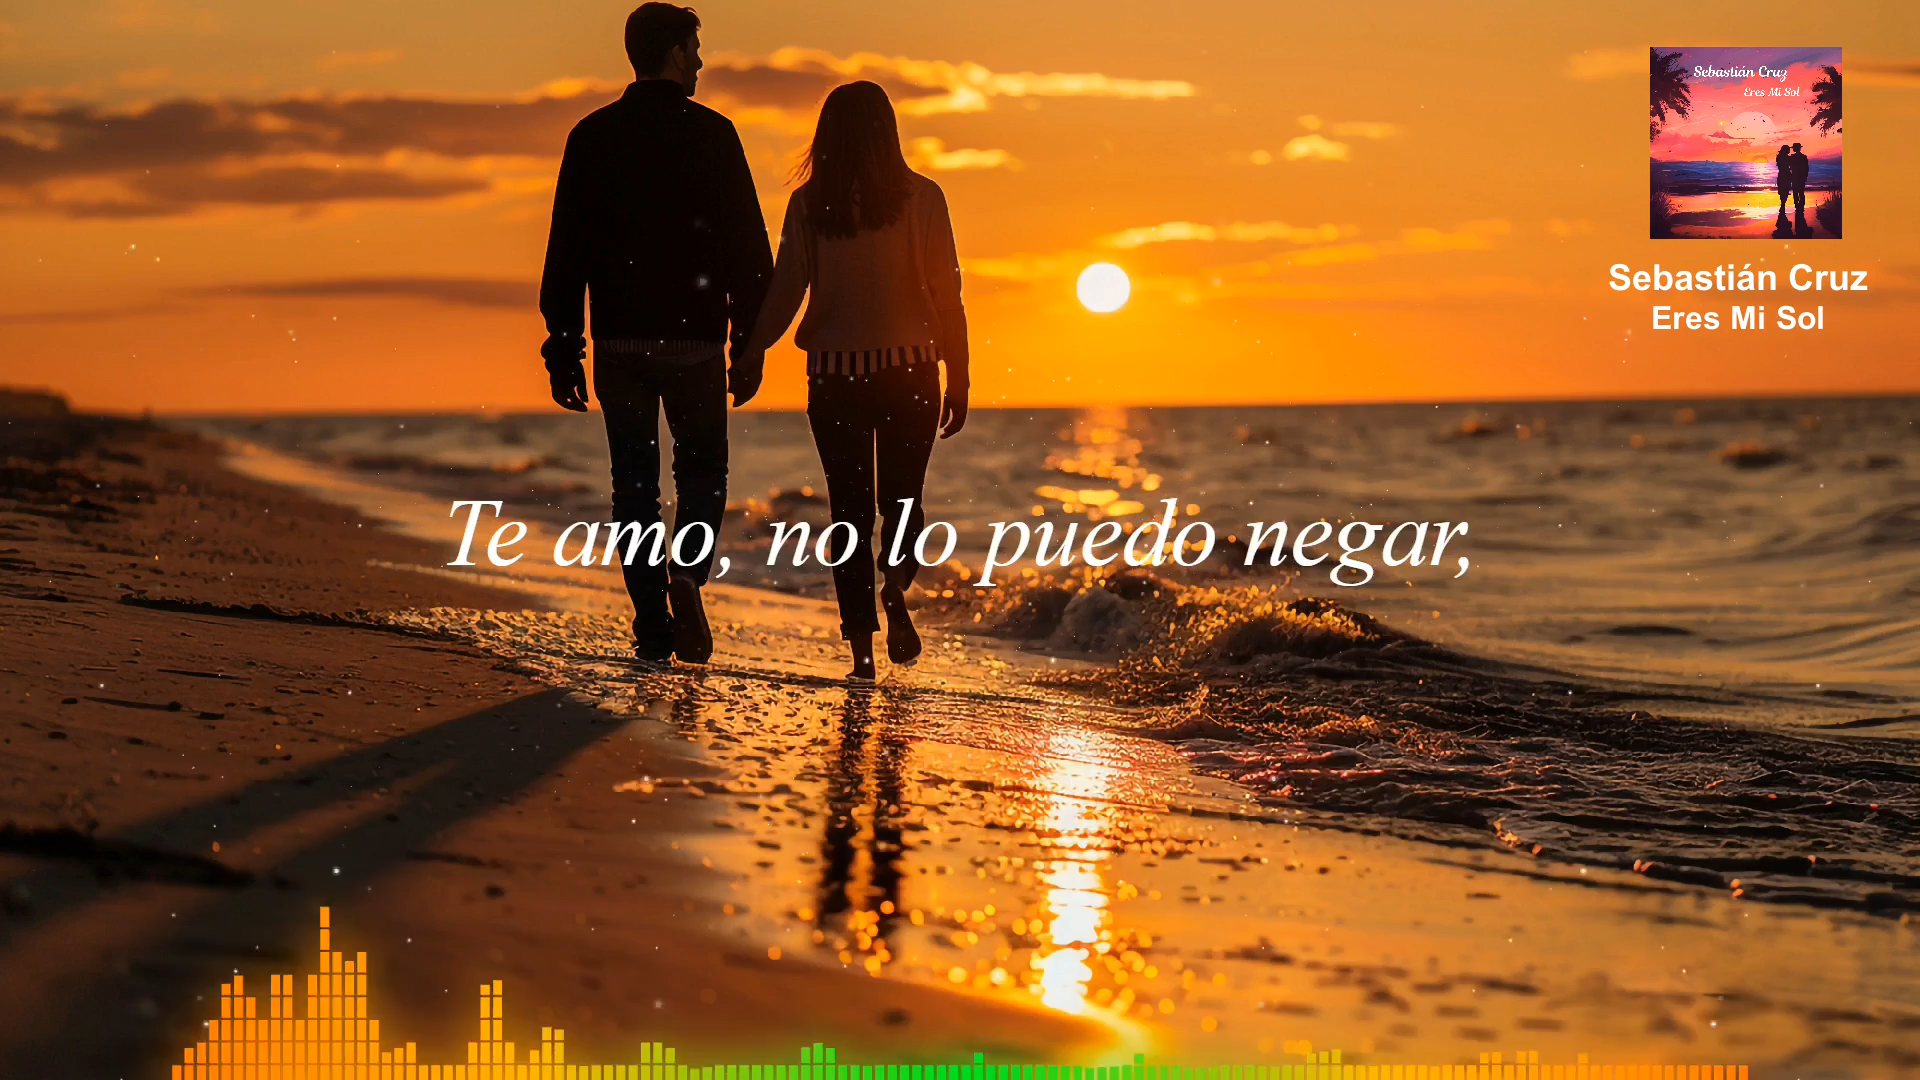 Sebastián Cruz
Eres Mi Sol
Sebastián Cruz
Eres Mi Sol
Te amo, no lo puedo negar,